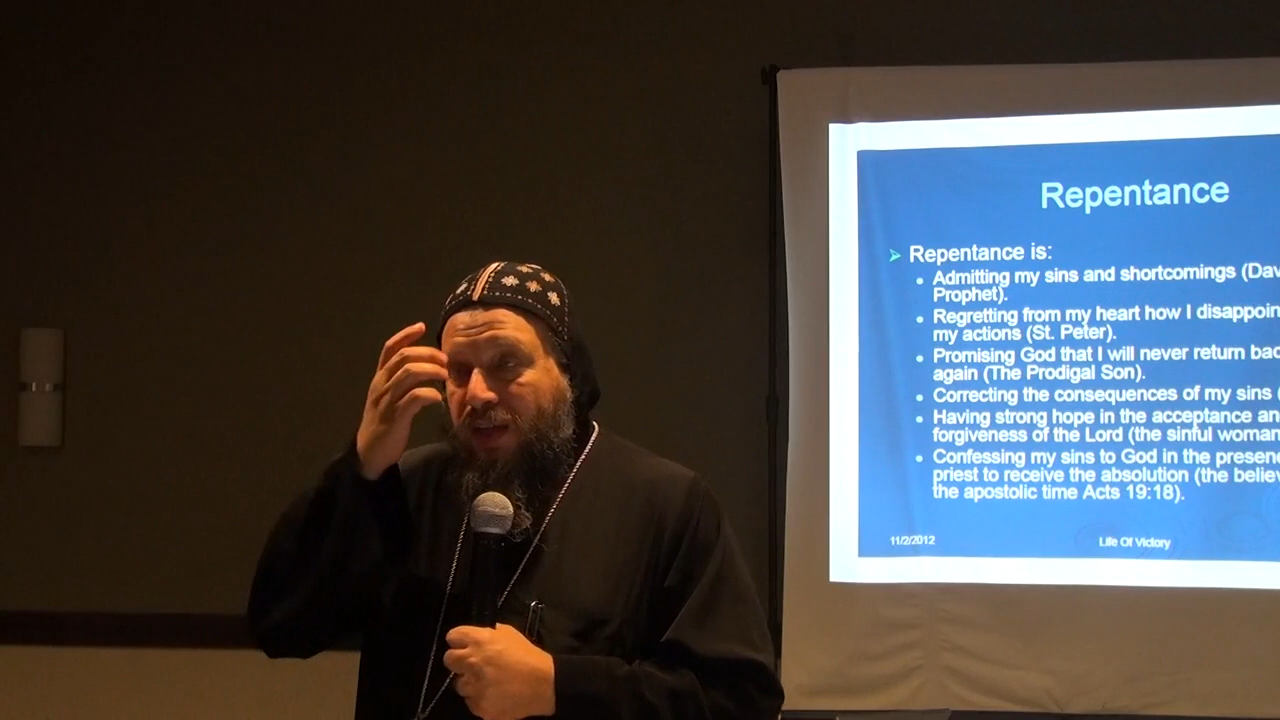 Repentance
Repentance is:
Admitting my sins and shortcomings (Dav
Prophet).
Regretting from my heart how I disappoin
my actions (St. Peter).
Promising God that I will never return bac
again (The Prodigal Son).
Correcting the consequences of my sins
Having strong hope in the acceptance an
forgiveness of the Lord (the sinful woman
Confessing my sins to God in the presenc
priest to receive the absolution (the believ
the apostolic time Acts 19:18).
11/2/2012 Life Of Victory